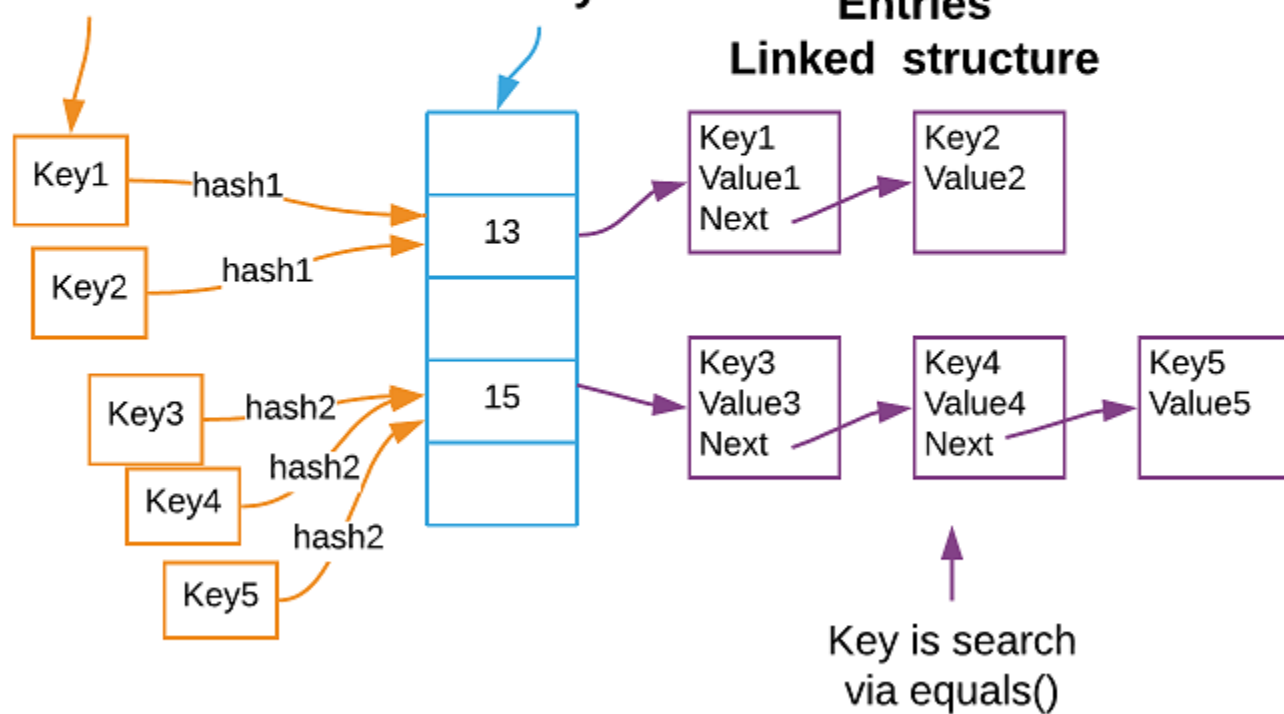 Entries
Linked structure
Key1
hash1
Key2
hash1
Key3
hash2
Key4
hash2
Key5
hash2
13
15
Key1
Value1
Next
Key2
Value2
Key3
Value3
Next
Key4
Value4
Next
Key5
Value5
Key is search
via equals()